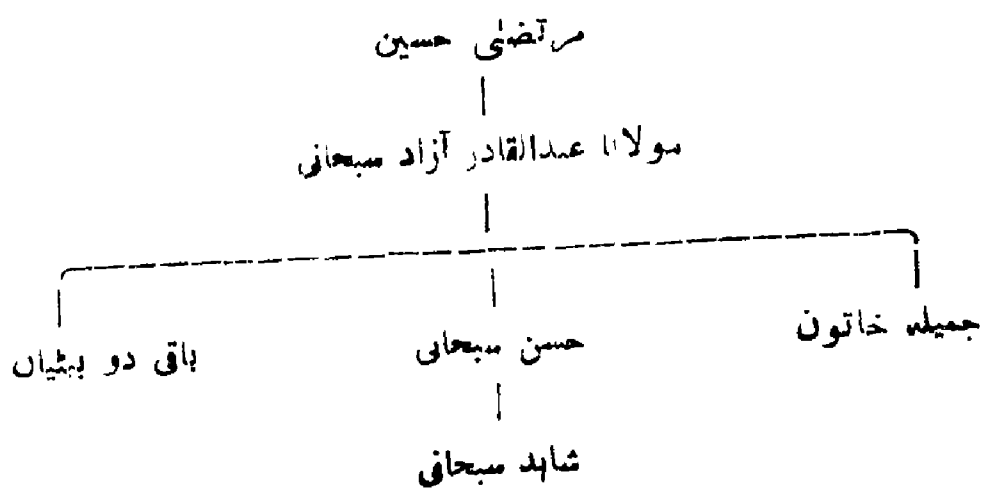 مرتضیٰ حسین
مولانا عبدالقادر آزاد سبحانی
جمیلہ خاتون
حسن سبحانی
باقی دو بیٹیاں
شاہد سبحانی